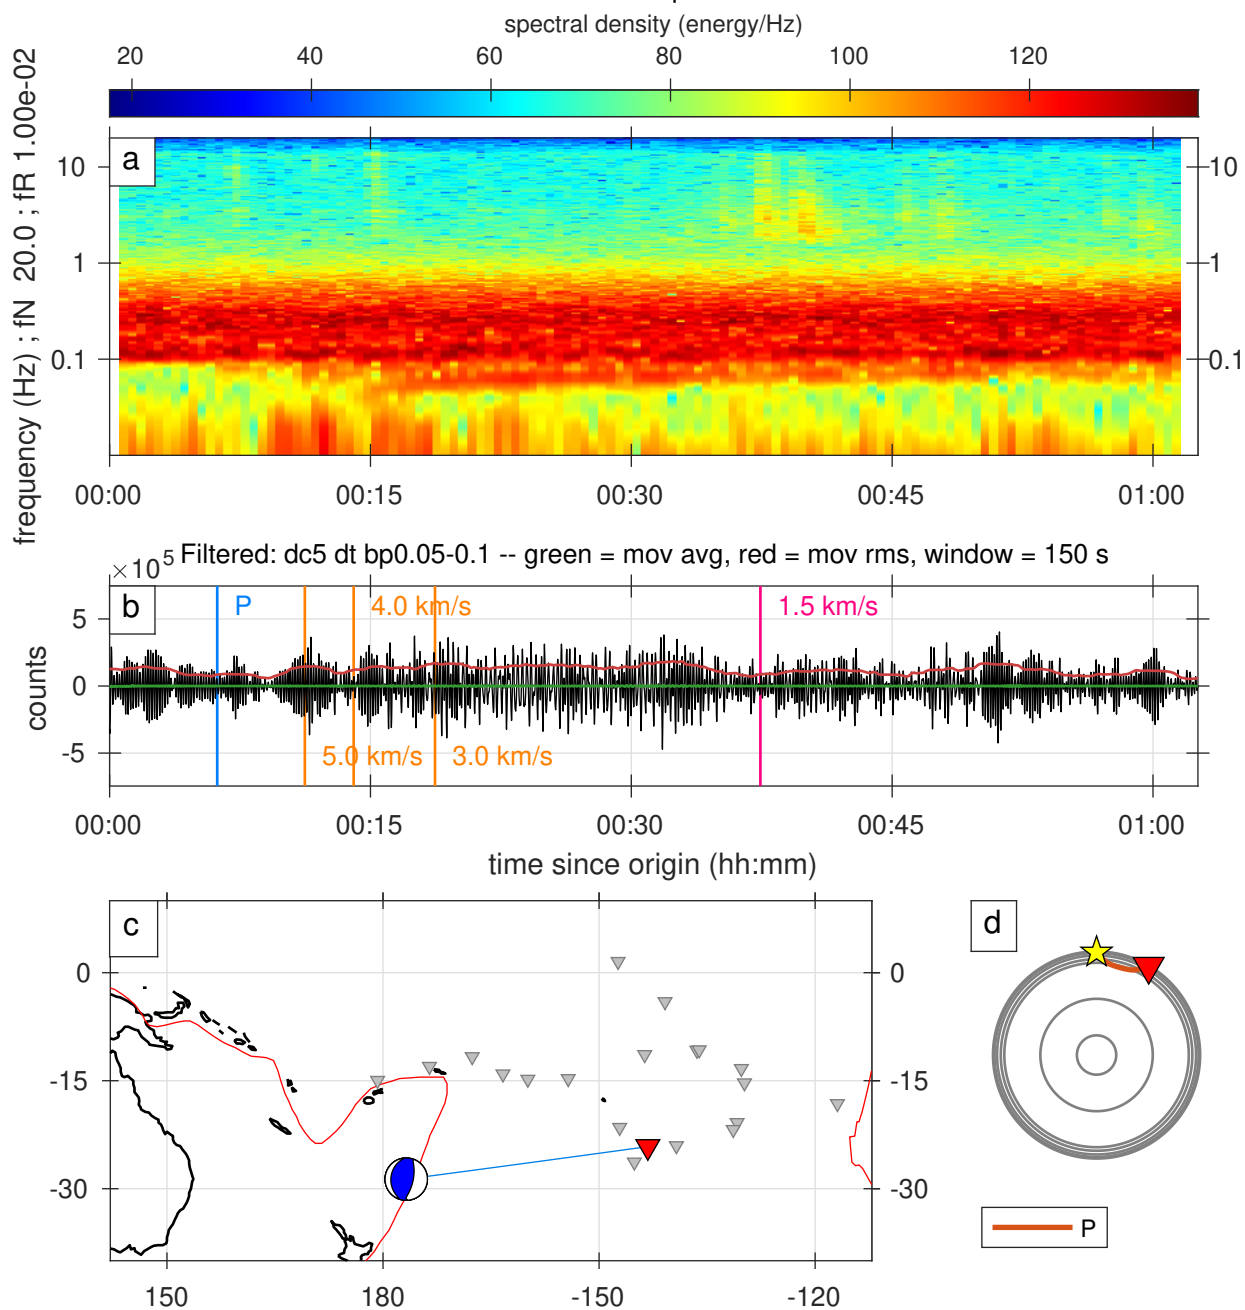 spectral density (energy/Hz)
20 40 60 80 100 120
frequency (Hz) ; fN 20.0 ; fR 1.00e-02
a
10 10
1 1
0.1 0.1
00:00 00:15 00:30 00:45 01:00
×10^5 Filtered: dc5 dt bp0.05-0.1 -- green = mov avg, red = mov rms, window = 150 s
b
P 4.0 km/s 1.5 km/s
5
0
-5
counts
5.0 km/s 3.0 km/s
00:00 00:15 00:30 00:45 01:00
time since origin (hh:mm)
c d
0 0
-15 -15
-30 -30
P
150 180 -150 -120